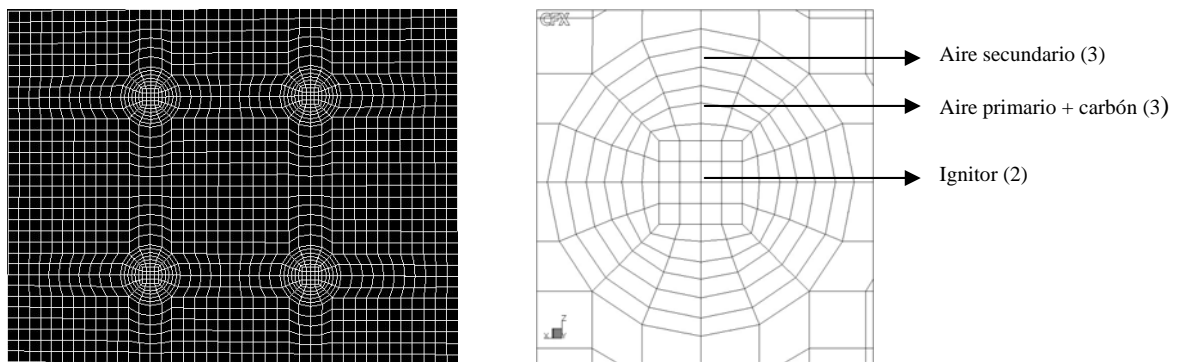 CFX
Aire secundario (3)
Aire primario + carbón (3)
Ignitor (2)
Z
X